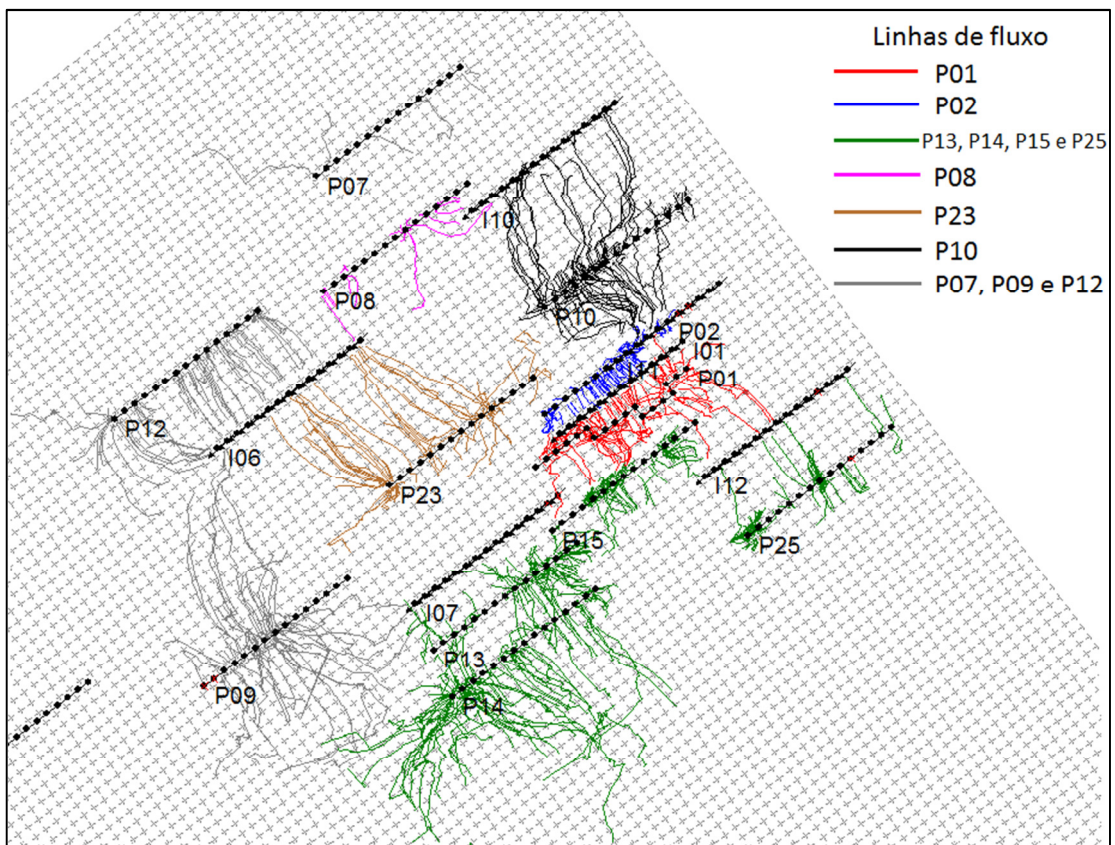 Linhas de fluxo
P01
P02
P13, P14, P15 e P25
P08
P23
P10
P07, P09 e P12
P07
I10
P08
P10
P02
I01
I11
P01
P12
I06
P23
I12
P15
P25
I07
P13
P09
P14